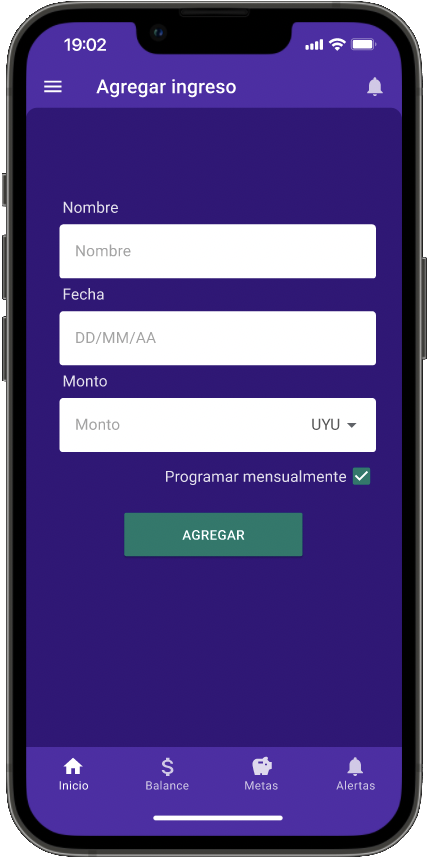 19:02
Agregar ingreso
Nombre
Nombre
Fecha
DD/MM/AA
Monto
Monto UYU
Programar mensualmente
AGREGAR
Inicio Balance Metas Alertas